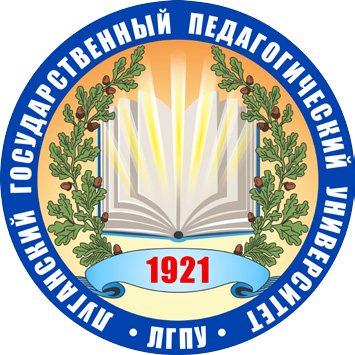 ЛУГАНСКИЙ ГОСУДАРСТВЕННЫЙ ПЕДАГОГИЧЕСКИЙ УНИВЕРСИТЕТ
1921
• ЛГПУ •